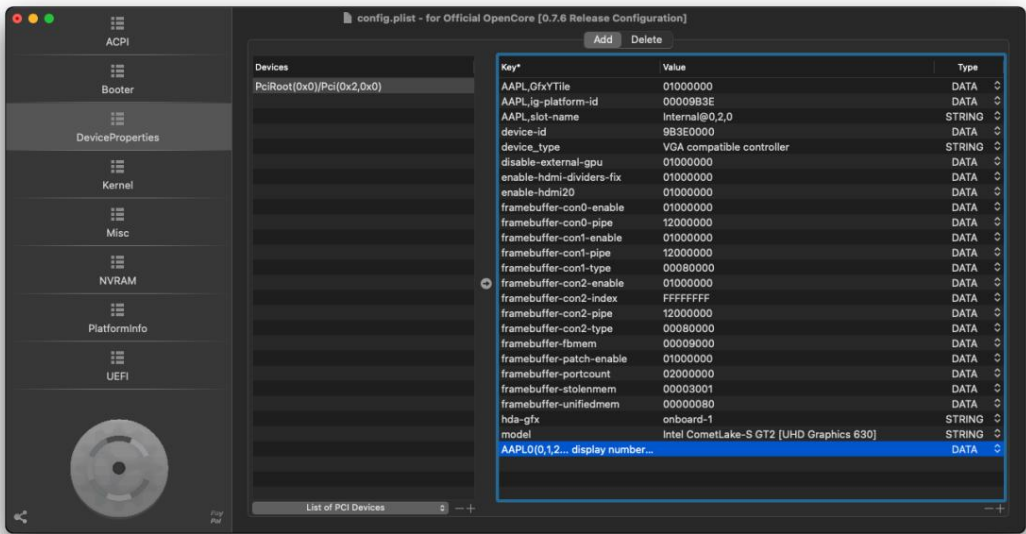 config.plist - for Official OpenCore [0.7.6 Release Configuration]
ACPI
Booter
DeviceProperties
Kernel
Misc
NVRAM
PlatformInfo
UEFI
Pay
Pal
Add Delete
Devices
PciRoot(0x0)/Pci(0x2,0x0)
List of PCI Devices
Key* Value Type
AAPL,GfxYTile 01000000 DATA
AAPL,ig-platform-id 00009B3E DATA
AAPL,slot-name Internal@0,2,0 STRING
device-id 9B3E0000 DATA
device_type VGA compatible controller STRING
disable-external-gpu 01000000 DATA
enable-hdmi-dividers-fix 01000000 DATA
enable-hdmi20 01000000 DATA
framebuffer-con0-enable 01000000 DATA
framebuffer-con0-pipe 12000000 DATA
framebuffer-con1-enable 01000000 DATA
framebuffer-con1-pipe 12000000 DATA
framebuffer-con1-type 00080000 DATA
framebuffer-con2-enable 01000000 DATA
framebuffer-con2-index FFFFFFFF DATA
framebuffer-con2-pipe 12000000 DATA
framebuffer-con2-type 00080000 DATA
framebuffer-fbmem 00009000 DATA
framebuffer-patch-enable 01000000 DATA
framebuffer-portcount 02000000 DATA
framebuffer-stolenmem 00003001 DATA
framebuffer-unifiedmem 00000080 DATA
hda-gfx onboard-1 STRING
model Intel CometLake-S GT2 [UHD Graphics 630] STRING
AAPL0(0,1,2... display number... DATA